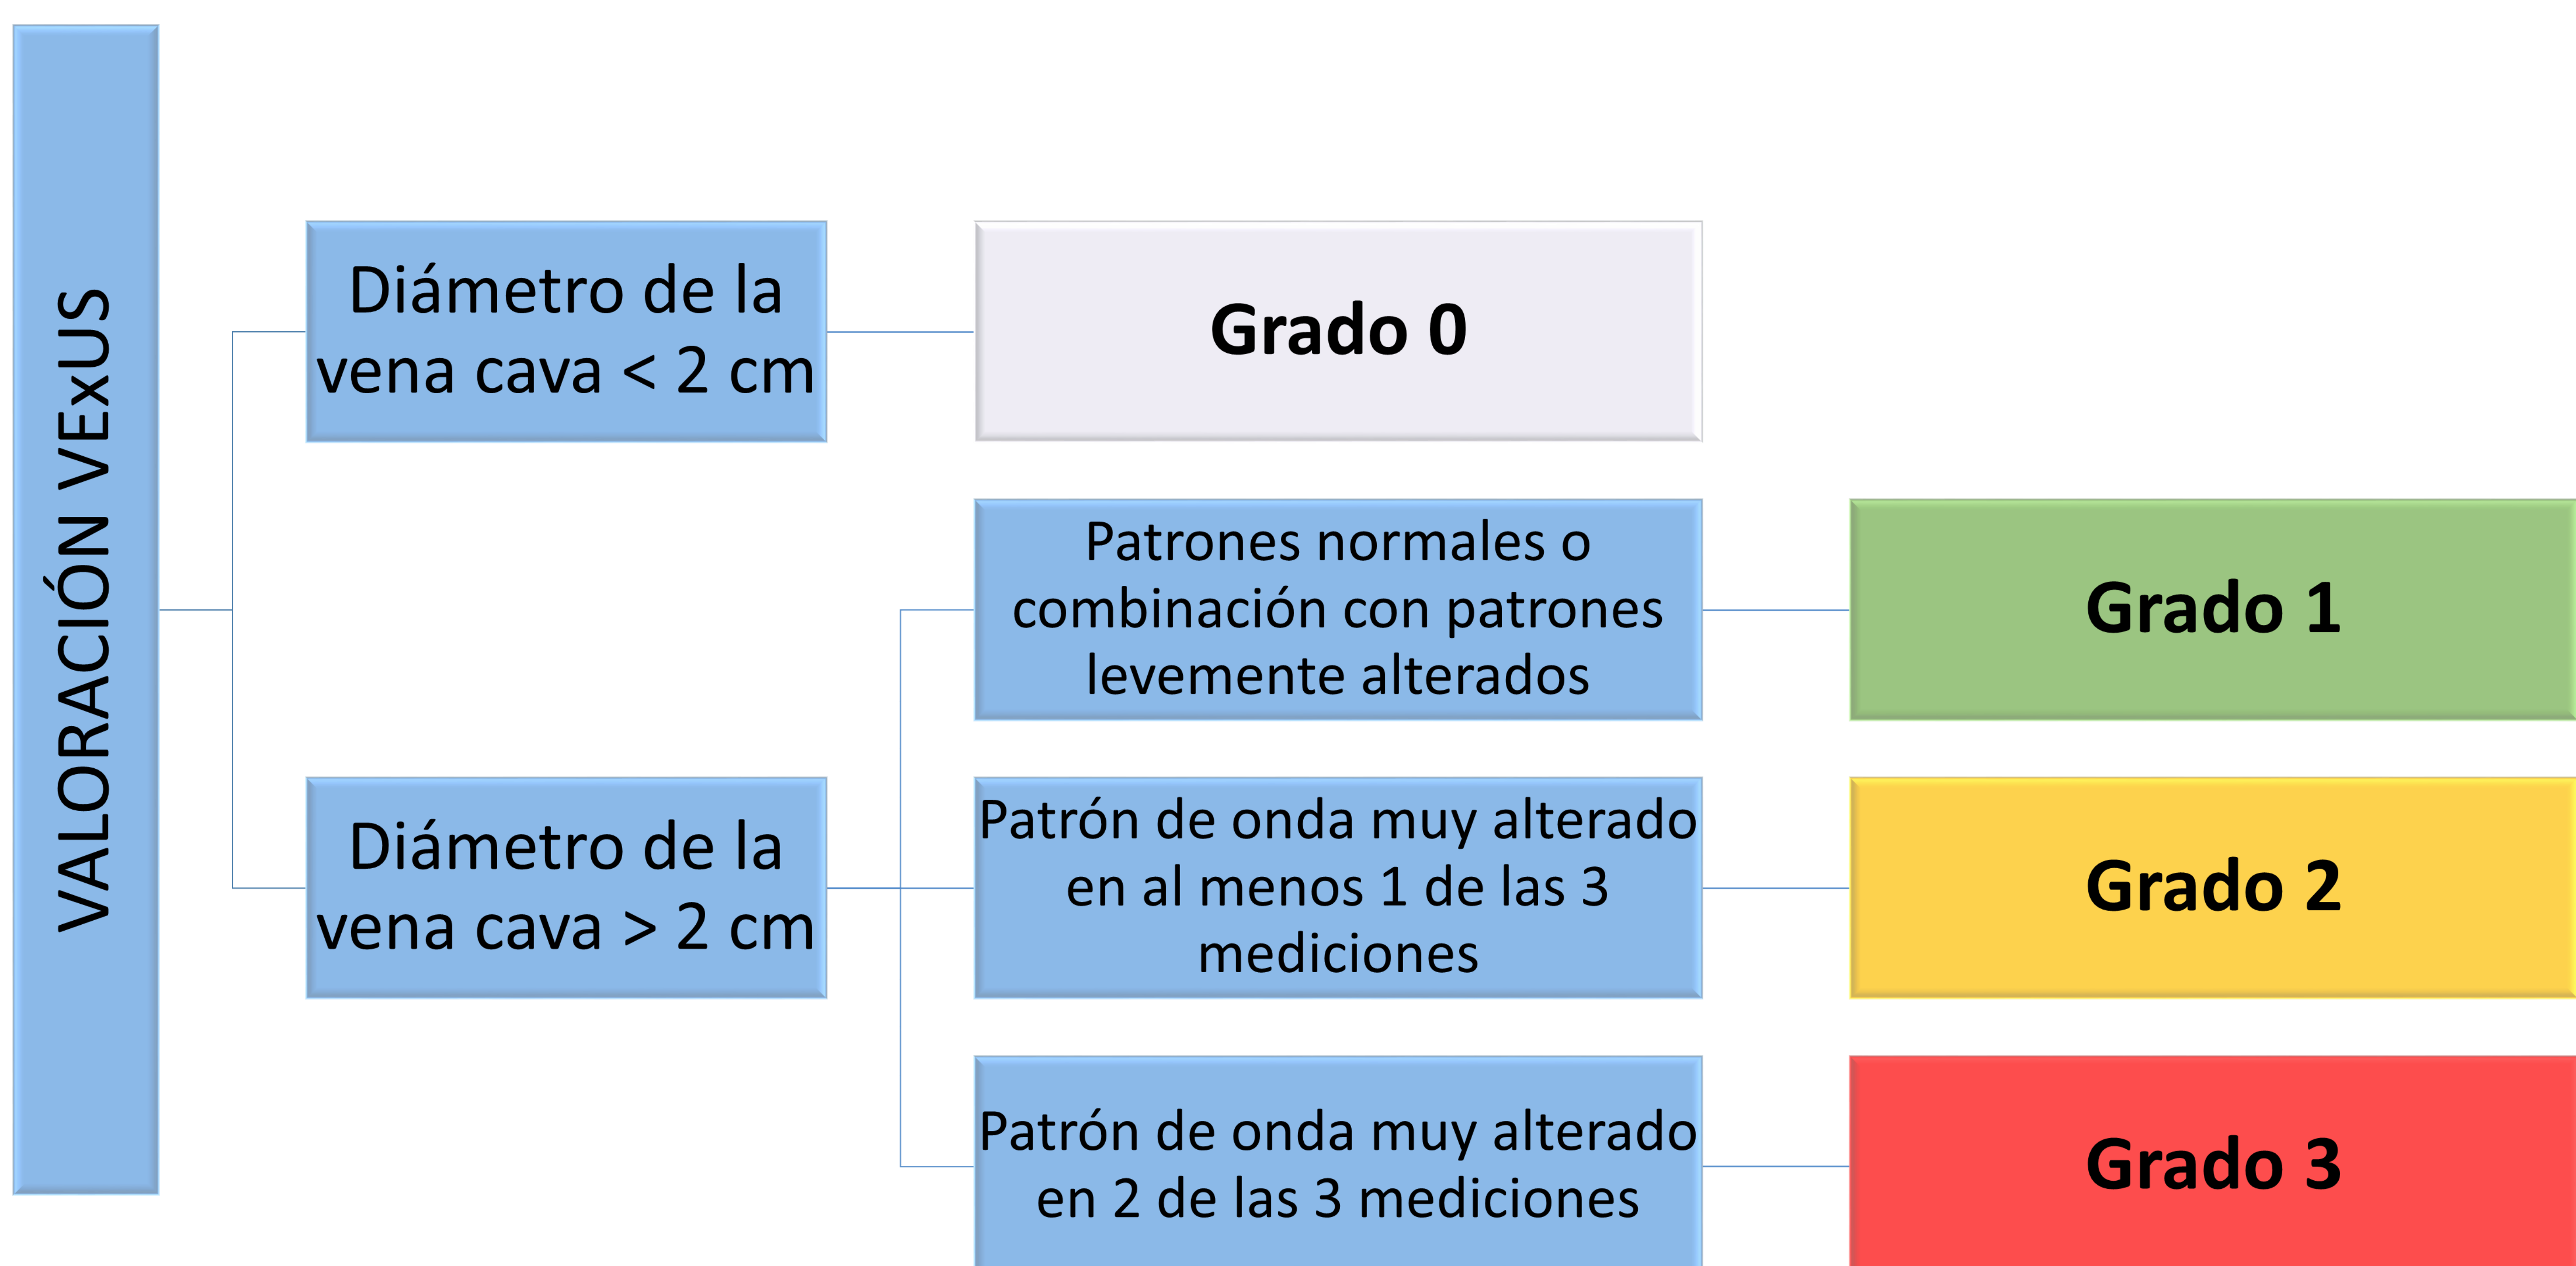 VALORACIÓN VExUS
Diámetro de la
vena cava < 2 cm
Grado 0
Diámetro de la
vena cava > 2 cm
Patrones normales o
combinación con patrones
levemente alterados
Grado 1
Patrón de onda muy alterado
en al menos 1 de las 3
mediciones
Grado 2
Patrón de onda muy alterado
en 2 de las 3 mediciones
Grado 3